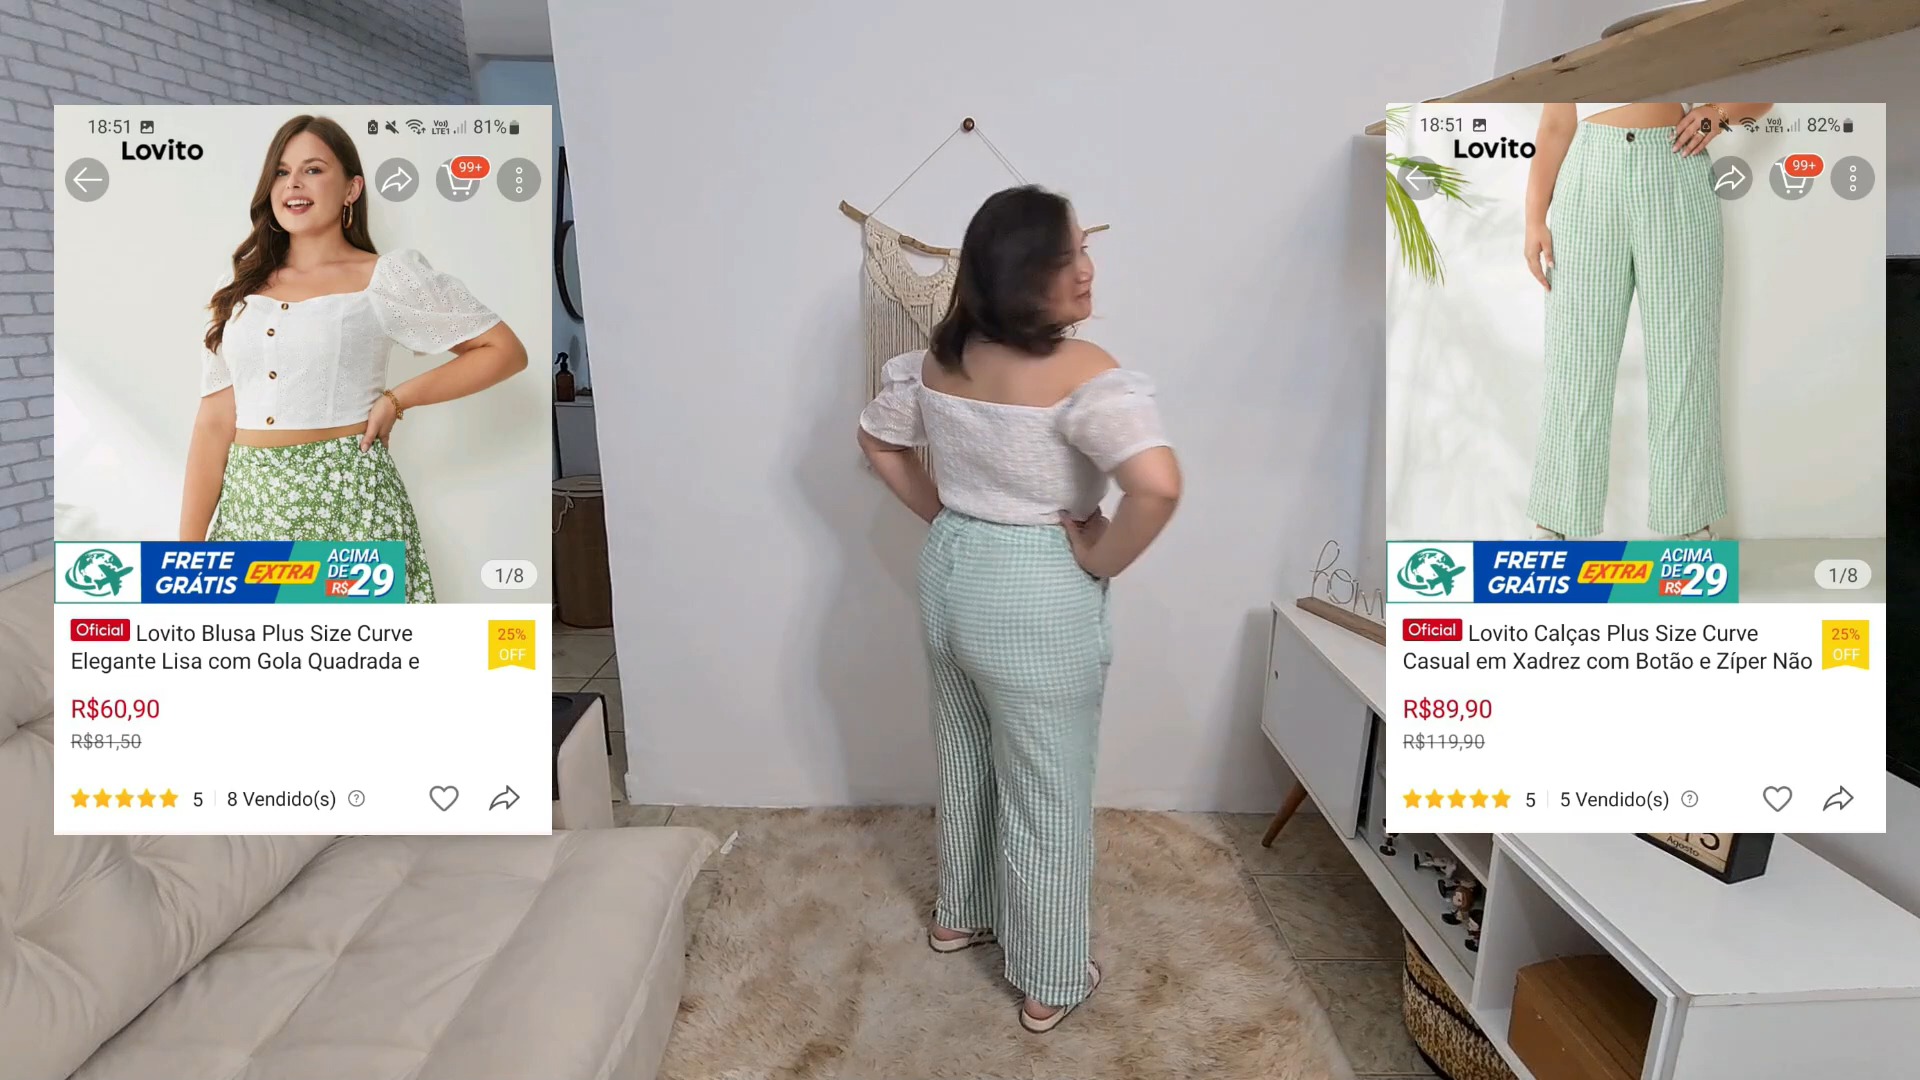 18:51
81%
Lovito
99+
FRETE
GRÁTIS
EXTRA
ACIMA
DE
R$29
1/8
Oficial Lovito Blusa Plus Size Curve
Elegante Lisa com Gola Quadrada e
25%
OFF
R$60,90
R$81,50
5
8 Vendido(s)
18:51
82%
Lovito
99+
FRETE
GRÁTIS
EXTRA
ACIMA
DE
R$29
1/8
Oficial Lovito Calças Plus Size Curve
Casual em Xadrez com Botão e Zíper Não
25%
OFF
R$89,90
R$119,90
5
5 Vendido(s)
home
Agosto